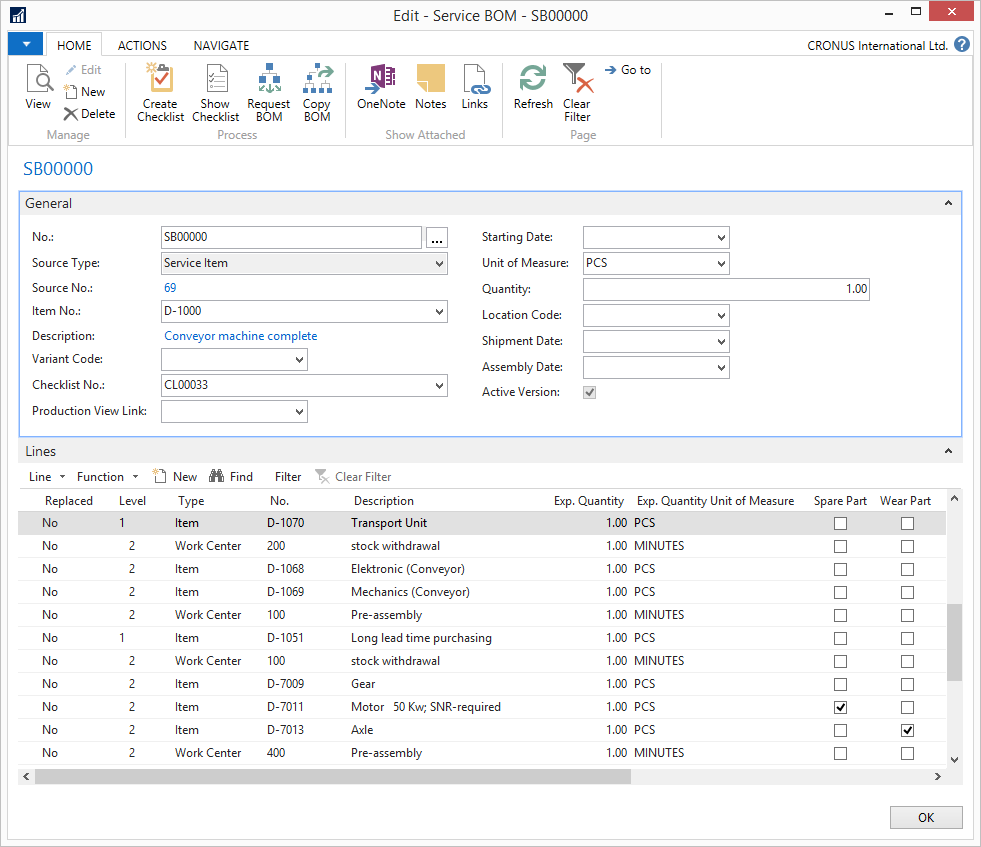 Edit - Service BOM - SB00000
HOME ACTIONS NAVIGATE CRONUS International Ltd. ?
View
Edit
New
Delete
Manage
Create Checklist
Show Checklist
Request BOM
Copy BOM
Process
OneNote
Notes
Links
Show Attached
Refresh
Clear Filter
Go to
Page
SB00000
General
No.: SB00000 ...
Source Type: Service Item
Source No.: 69
Item No.: D-1000
Description: Conveyor machine complete
Variant Code:
Checklist No.: CL00033
Production View Link:
Starting Date:
Unit of Measure: PCS
Quantity: 1.00
Location Code:
Shipment Date:
Assembly Date:
Active Version:
Lines
Line Function New Find Filter Clear Filter
Replaced Level Type No. Description Exp. Quantity Exp. Quantity Unit of Measure Spare Part Wear Part
No 1 Item D-1070 Transport Unit 1.00 PCS
No 2 Work Center 200 stock withdrawal 1.00 MINUTES
No 2 Item D-1068 Elektronic (Conveyor) 1.00 PCS
No 2 Item D-1069 Mechanics (Conveyor) 1.00 PCS
No 2 Work Center 100 Pre-assembly 1.00 MINUTES
No 1 Item D-1051 Long lead time purchasing 1.00 PCS
No 2 Work Center 100 stock withdrawal 1.00 MINUTES
No 2 Item D-7009 Gear 1.00 PCS
No 2 Item D-7011 Motor 50 Kw; SNR-required 1.00 PCS
No 2 Item D-7013 Axle 1.00 PCS
No 2 Work Center 400 Pre-assembly 1.00 MINUTES
OK